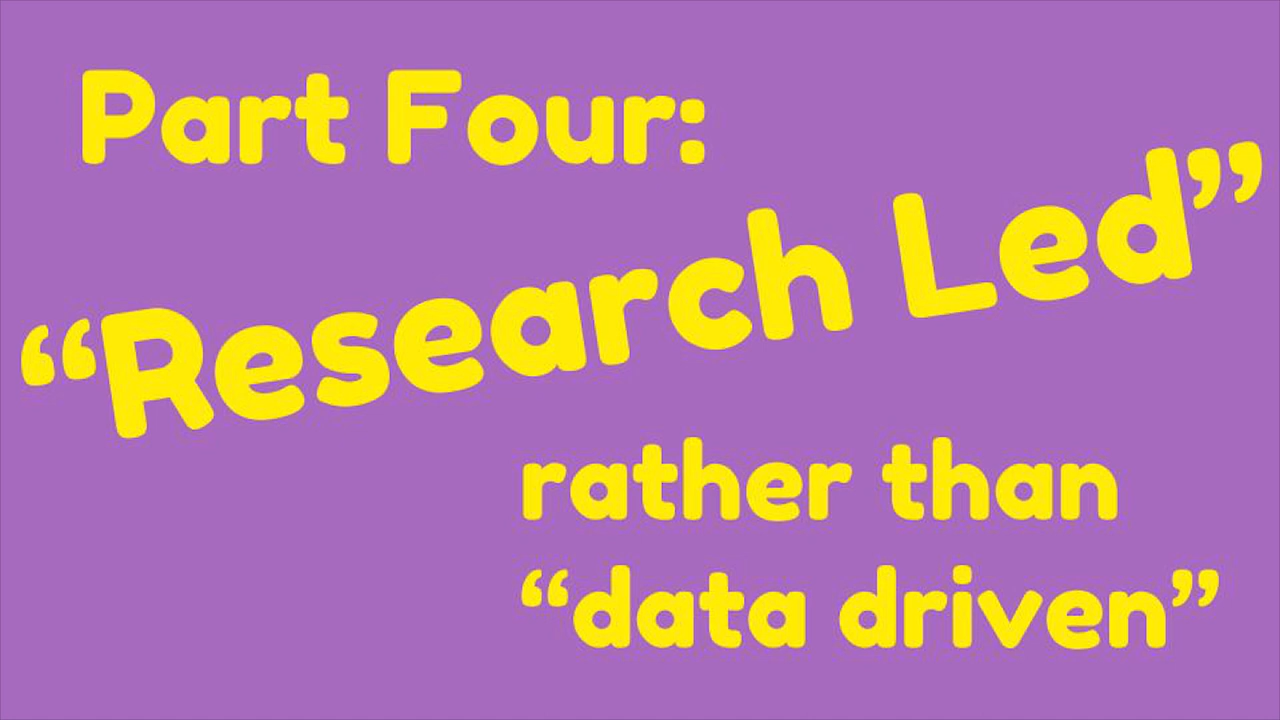 Part Four:
“Research Led”
rather than
“data driven”